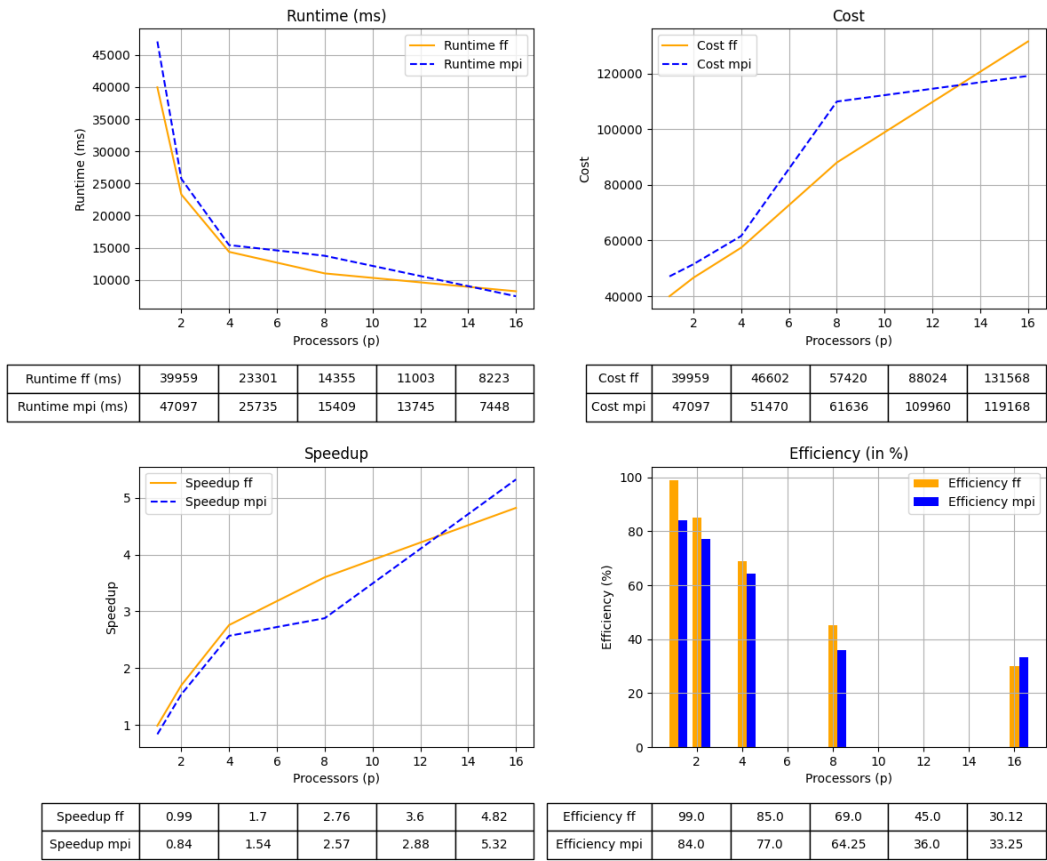 Runtime (ms)
Runtime ff
Runtime mpi
45000
40000
35000
30000
25000
20000
15000
10000
Runtime (ms)
2 4 6 8 10 12 14 16
Processors (p)
Runtime ff (ms) 39959 23301 14355 11003 8223
Runtime mpi (ms) 47097 25735 15409 13745 7448
Cost
Cost ff
Cost mpi
120000
100000
80000
60000
40000
Cost
2 4 6 8 10 12 14 16
Processors (p)
Cost ff 39959 46602 57420 88024 131568
Cost mpi 47097 51470 61636 109960 119168
Speedup
Speedup ff
Speedup mpi
5
4
3
2
1
Speedup
2 4 6 8 10 12 14 16
Processors (p)
Speedup ff 0.99 1.7 2.76 3.6 4.82
Speedup mpi 0.84 1.54 2.57 2.88 5.32
Efficiency (in %)
Efficiency ff
Efficiency mpi
100
80
60
40
20
0
Efficiency (%)
2 4 6 8 10 12 14 16
Processors (p)
Efficiency ff 99.0 85.0 69.0 45.0 30.12
Efficiency mpi 84.0 77.0 64.25 36.0 33.25